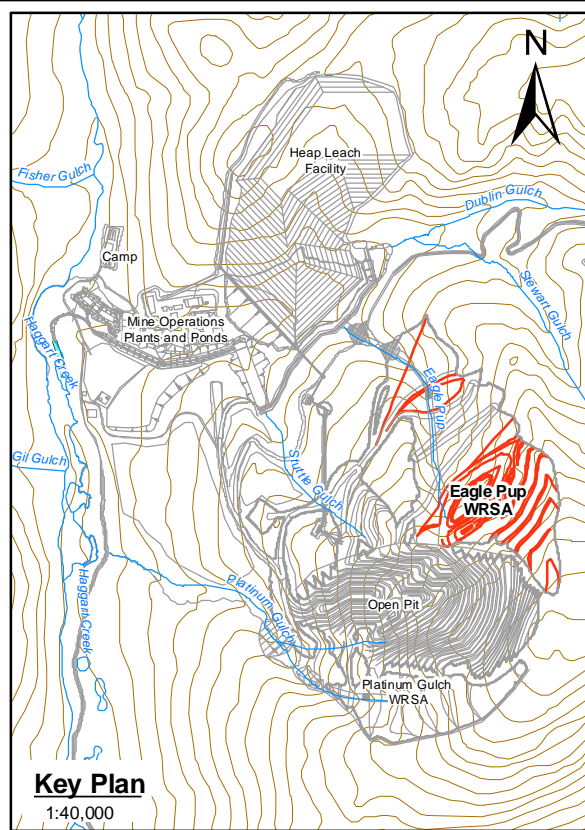 N
Heap Leach
Facility
Fisher Gulch
Dublin Gulch
Camp
Stewart Gulch
Mine Operations
Plants and Ponds
Haggart Creek
Eagle Pup
Gil Gulch
Stuttle Gulch
Eagle Pup
WRSA
Haggart Creek
Platinum Gulch
Open Pit
Platinum Gulch
WRSA
Key Plan
1:40,000